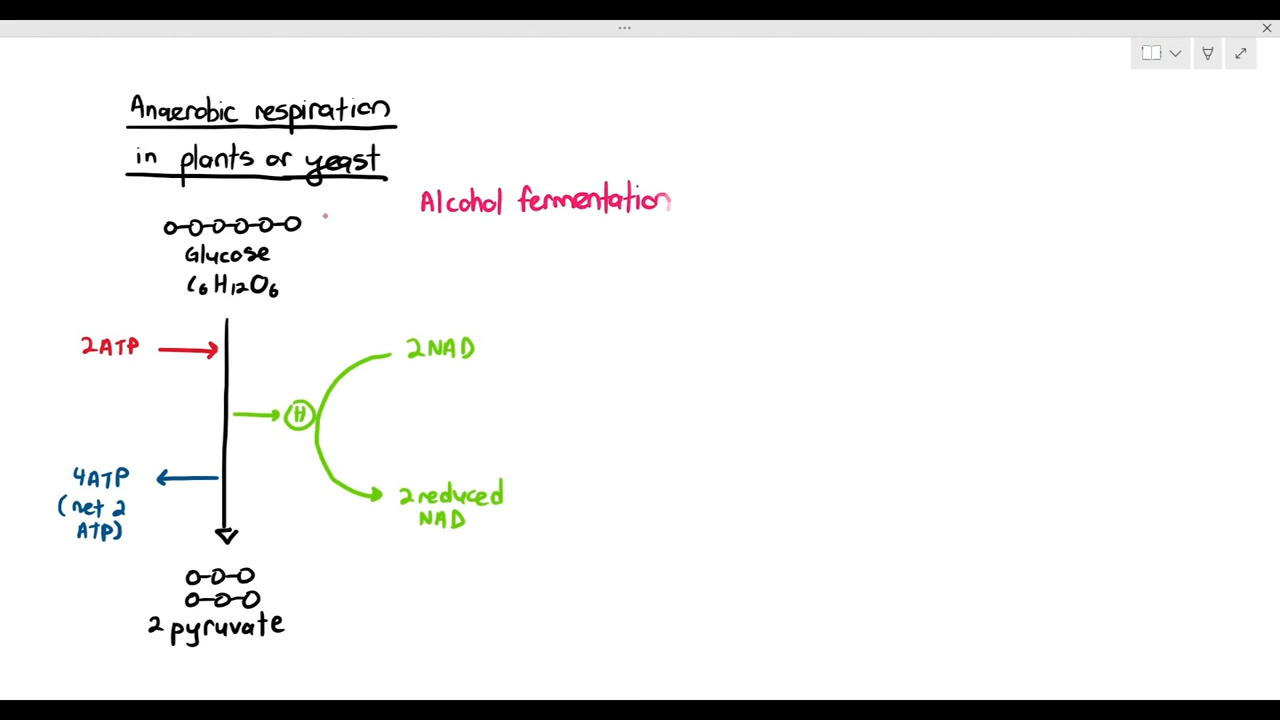 Anaerobic respiration
in plants or yeast
Alcohol fermentation
Glucose
C6H12O6
2ATP
2NAD
H
4ATP
(net 2
ATP)
2 reduced
NAD
2 pyruvate